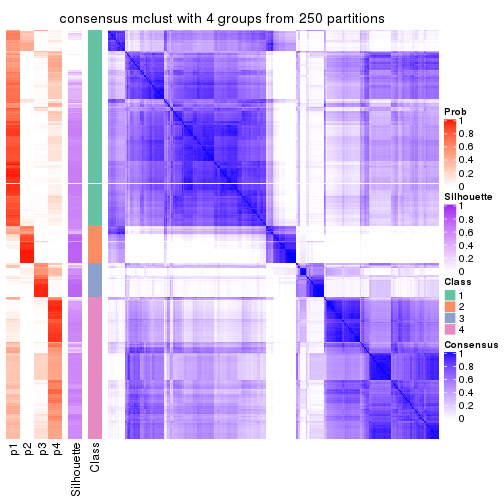 consensus mclust with 4 groups from 250 partitions
Prob
1
0.8
0.6
0.4
0.2
0
Silhouette
1
0.8
0.6
0.4
0.2
0
Class
1
2
3
4
Consensus
1
0.8
0.6
0.4
0.2
0
p1
p2
p3
p4
Silhouette
Class